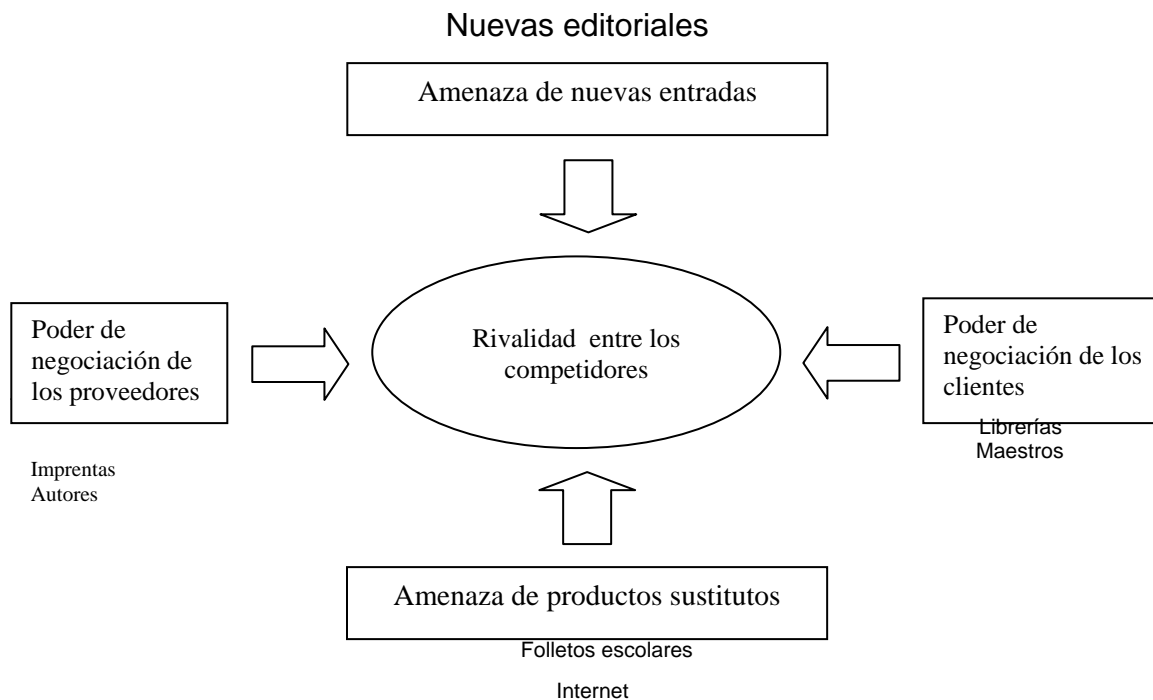 Nuevas editoriales
Amenaza de nuevas entradas
Poder de
negociación de
los proveedores
Imprentas
Autores
Rivalidad entre los
competidores
Poder de
negociación de los
clientes
Librerías
Maestros
Amenaza de productos sustitutos
Folletos escolares
Internet